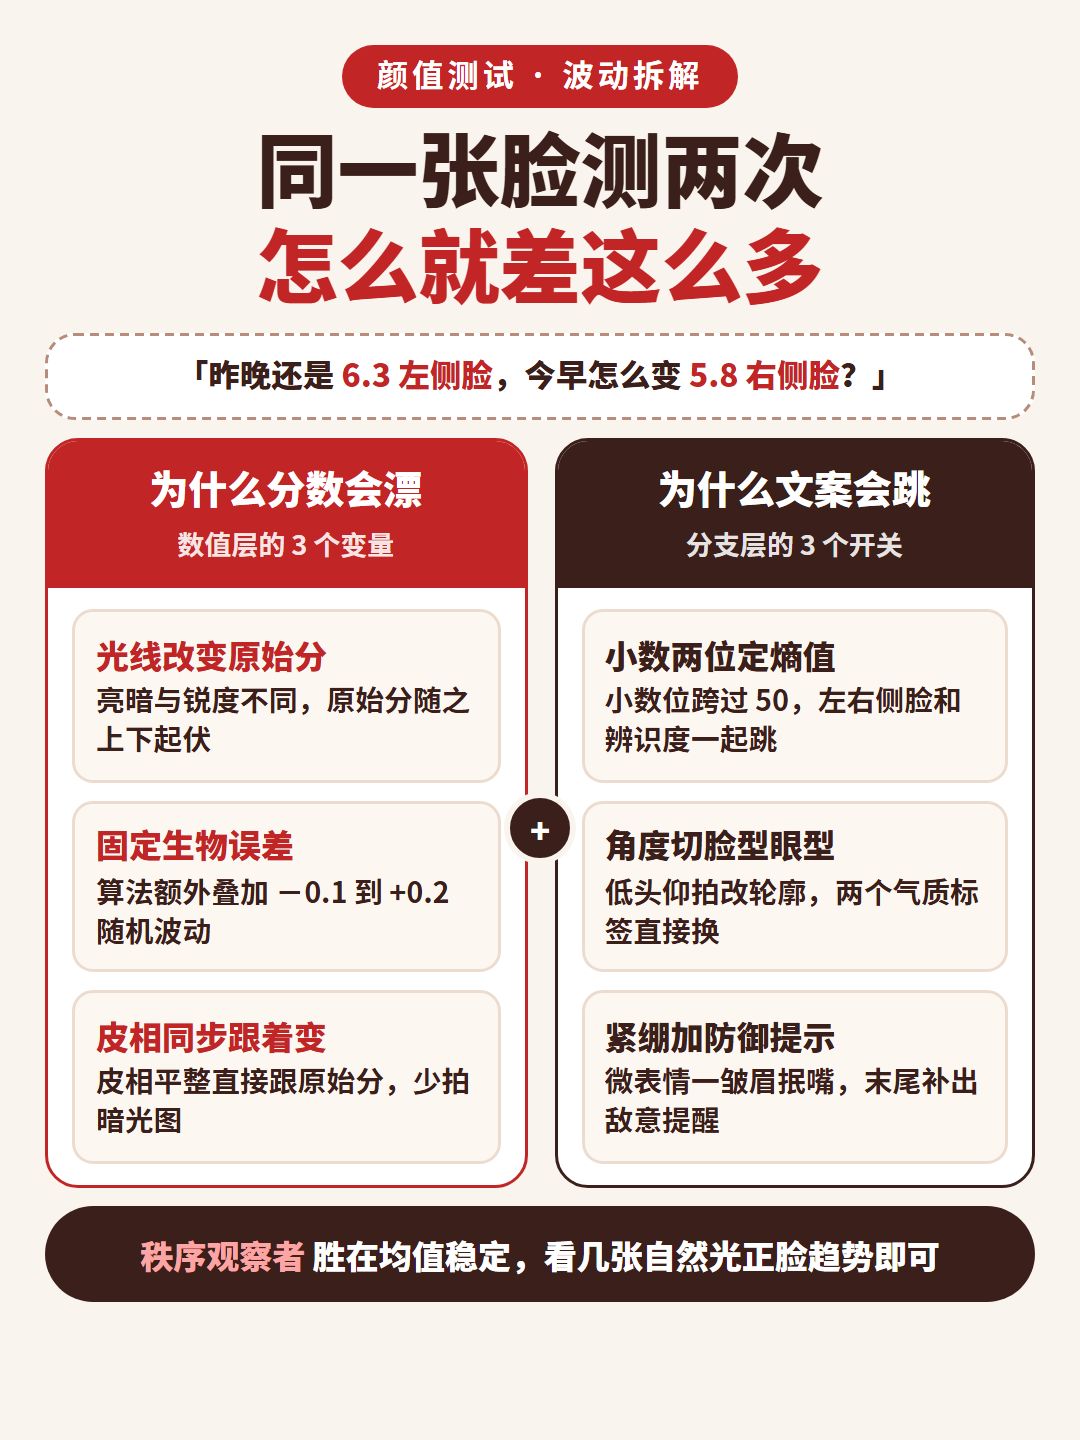 颜值测试 · 波动拆解
同一张脸测两次
怎么就差这么多
「昨晚还是 6.3 左侧脸，今早怎么变 5.8 右侧脸？」
为什么分数会漂
数值层的 3 个变量
光线改变原始分
亮暗与锐度不同，原始分随之
上下起伏
固定生物误差
算法额外叠加 －0.1 到 +0.2
随机波动
皮相同步跟着变
皮相平整直接跟原始分，少拍
暗光图
+
为什么文案会跳
分支层的 3 个开关
小数两位定熵值
小数位跨过 50，左右侧脸和
辨识度一起跳
角度切脸型眼型
低头仰拍改轮廓，两个气质标
签直接换
紧绷加防御提示
微表情一皱眉抿嘴，末尾补出
敌意提醒
秩序观察者 胜在均值稳定，看几张自然光正脸趋势即可